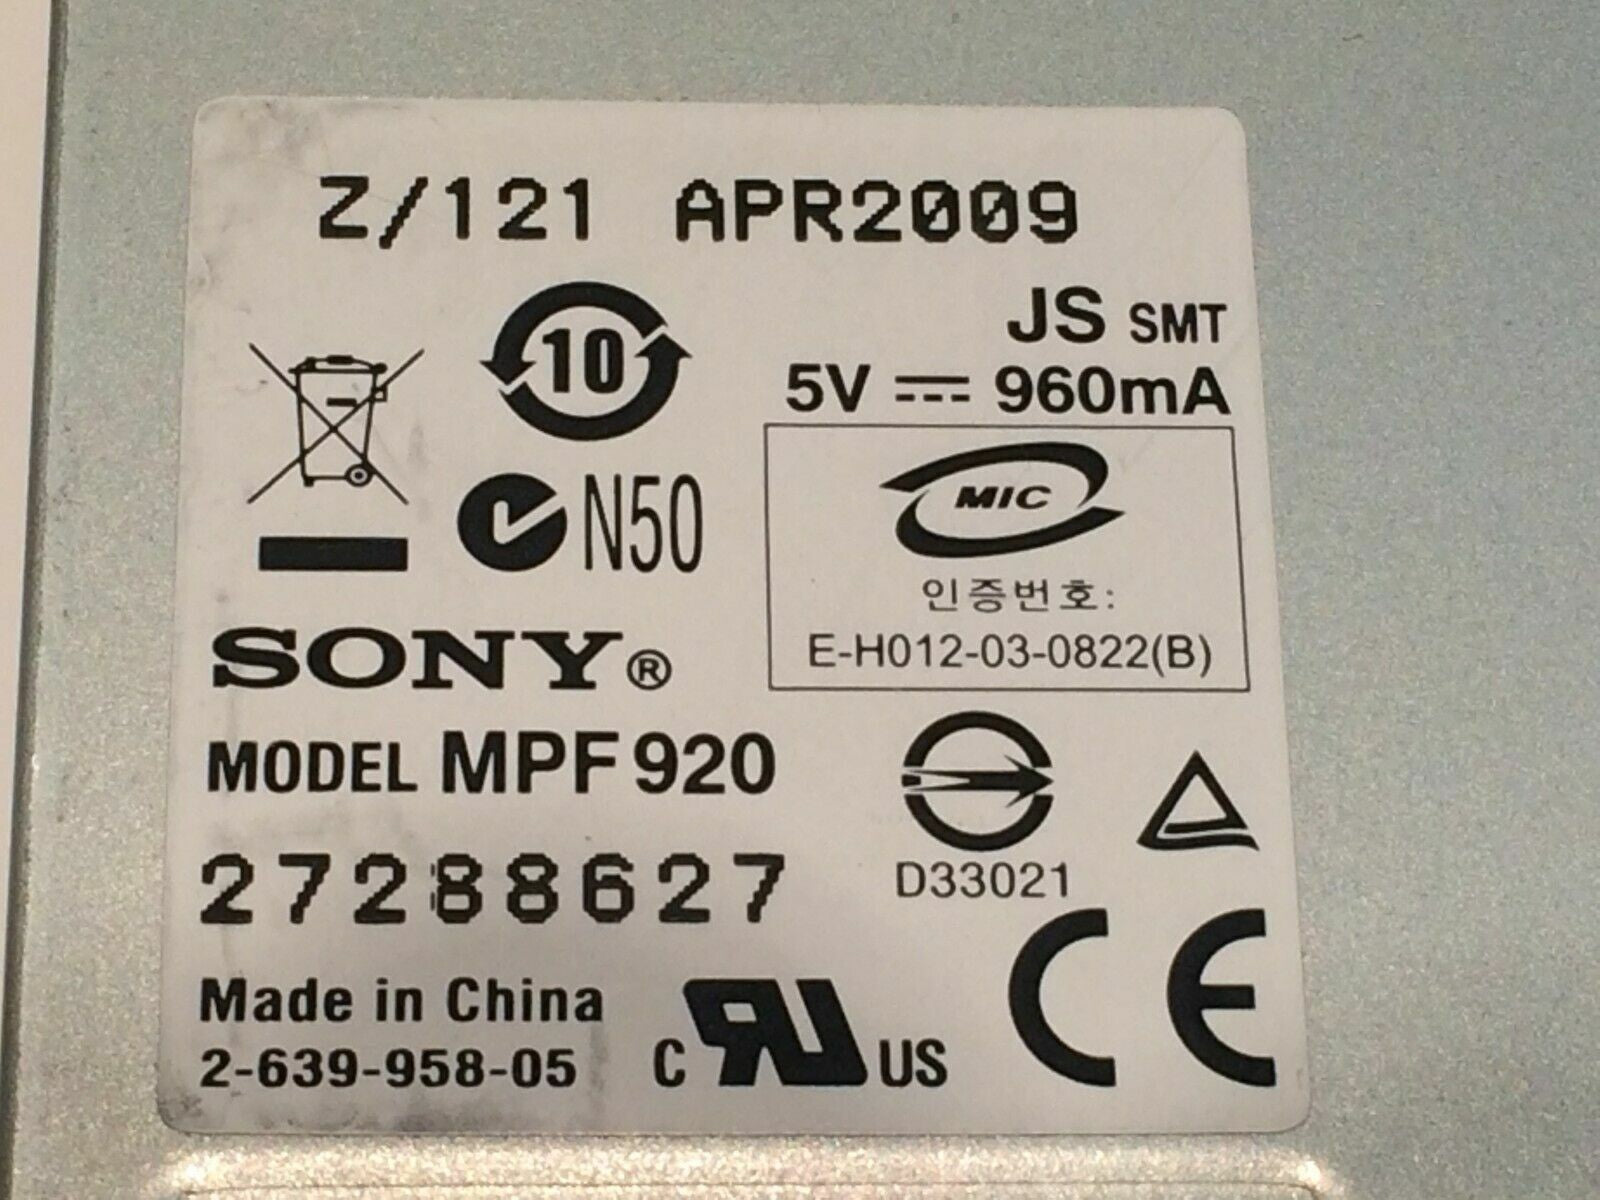 Z/121 APR2009
10
JS SMT
5V 960mA
N50
MIC
인증번호:
E-H012-03-0822(B)
SONY®
MODEL MPF920
D33021
27288627
Made in China
2-639-958-05
C RU US
CE